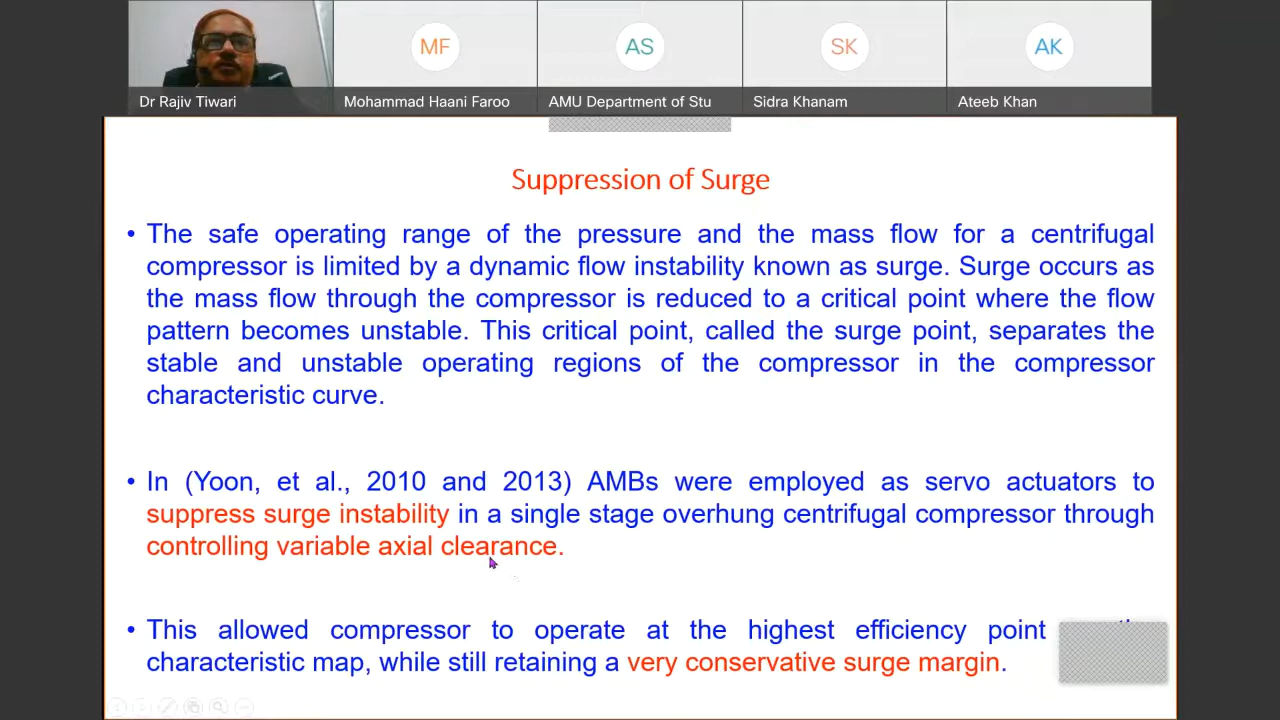 MF
AS
SK
AK
Dr Rajiv Tiwari
Mohammad Haani Faroo
AMU Department of Stu
Sidra Khanam
Ateeb Khan
Suppression of Surge
• The safe operating range of the pressure and the mass flow for a centrifugal
compressor is limited by a dynamic flow instability known as surge. Surge occurs as
the mass flow through the compressor is reduced to a critical point where the flow
pattern becomes unstable. This critical point, called the surge point, separates the
stable and unstable operating regions of the compressor in the compressor
characteristic curve.
• In (Yoon, et al., 2010 and 2013) AMBs were employed as servo actuators to
suppress surge instability in a single stage overhung centrifugal compressor through
controlling variable axial clearance.
• This allowed compressor to operate at the highest efficiency point
characteristic map, while still retaining a very conservative surge margin.